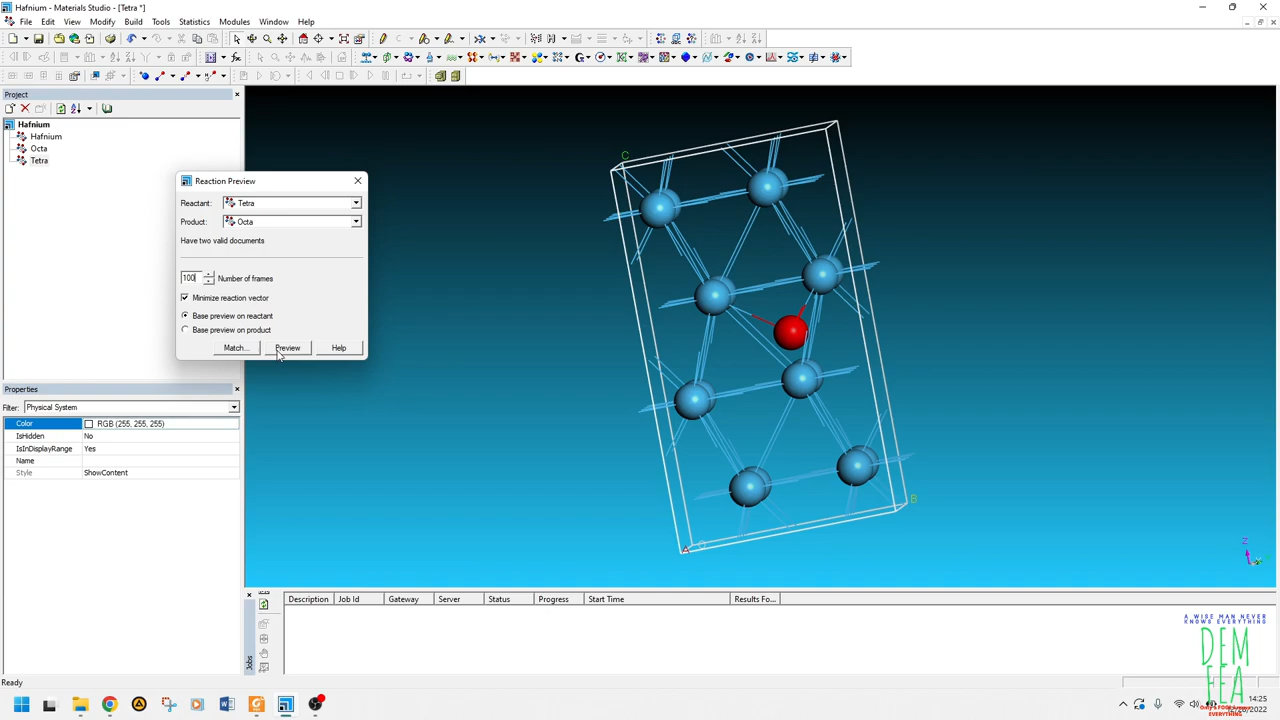 Hafnium - Materials Studio - [Tetra *]
File Edit View Modify Build Tools Statistics Modules Window Help
Project
Hafnium
Hafnium
Octa
Tetra
Reaction Preview
Reactant: Tetra
Product: Octa
Have two valid documents
100 Number of frames
Minimize reaction vector
Base preview on reactant
Base preview on product
Match... Preview Help
Properties
Filter: Physical System
Color RGB (255, 255, 255)
IsHidden No
IsInDisplayRange Yes
Name
Style ShowContent
C
B
A O
Z
Jobs
Description Job Id Gateway Server Status Progress Start Time Results Fo...
A WISE MAN NEVER
KNOWS EVERYTHING
DEM
FEA
EVERYTHING
Ready
14:25